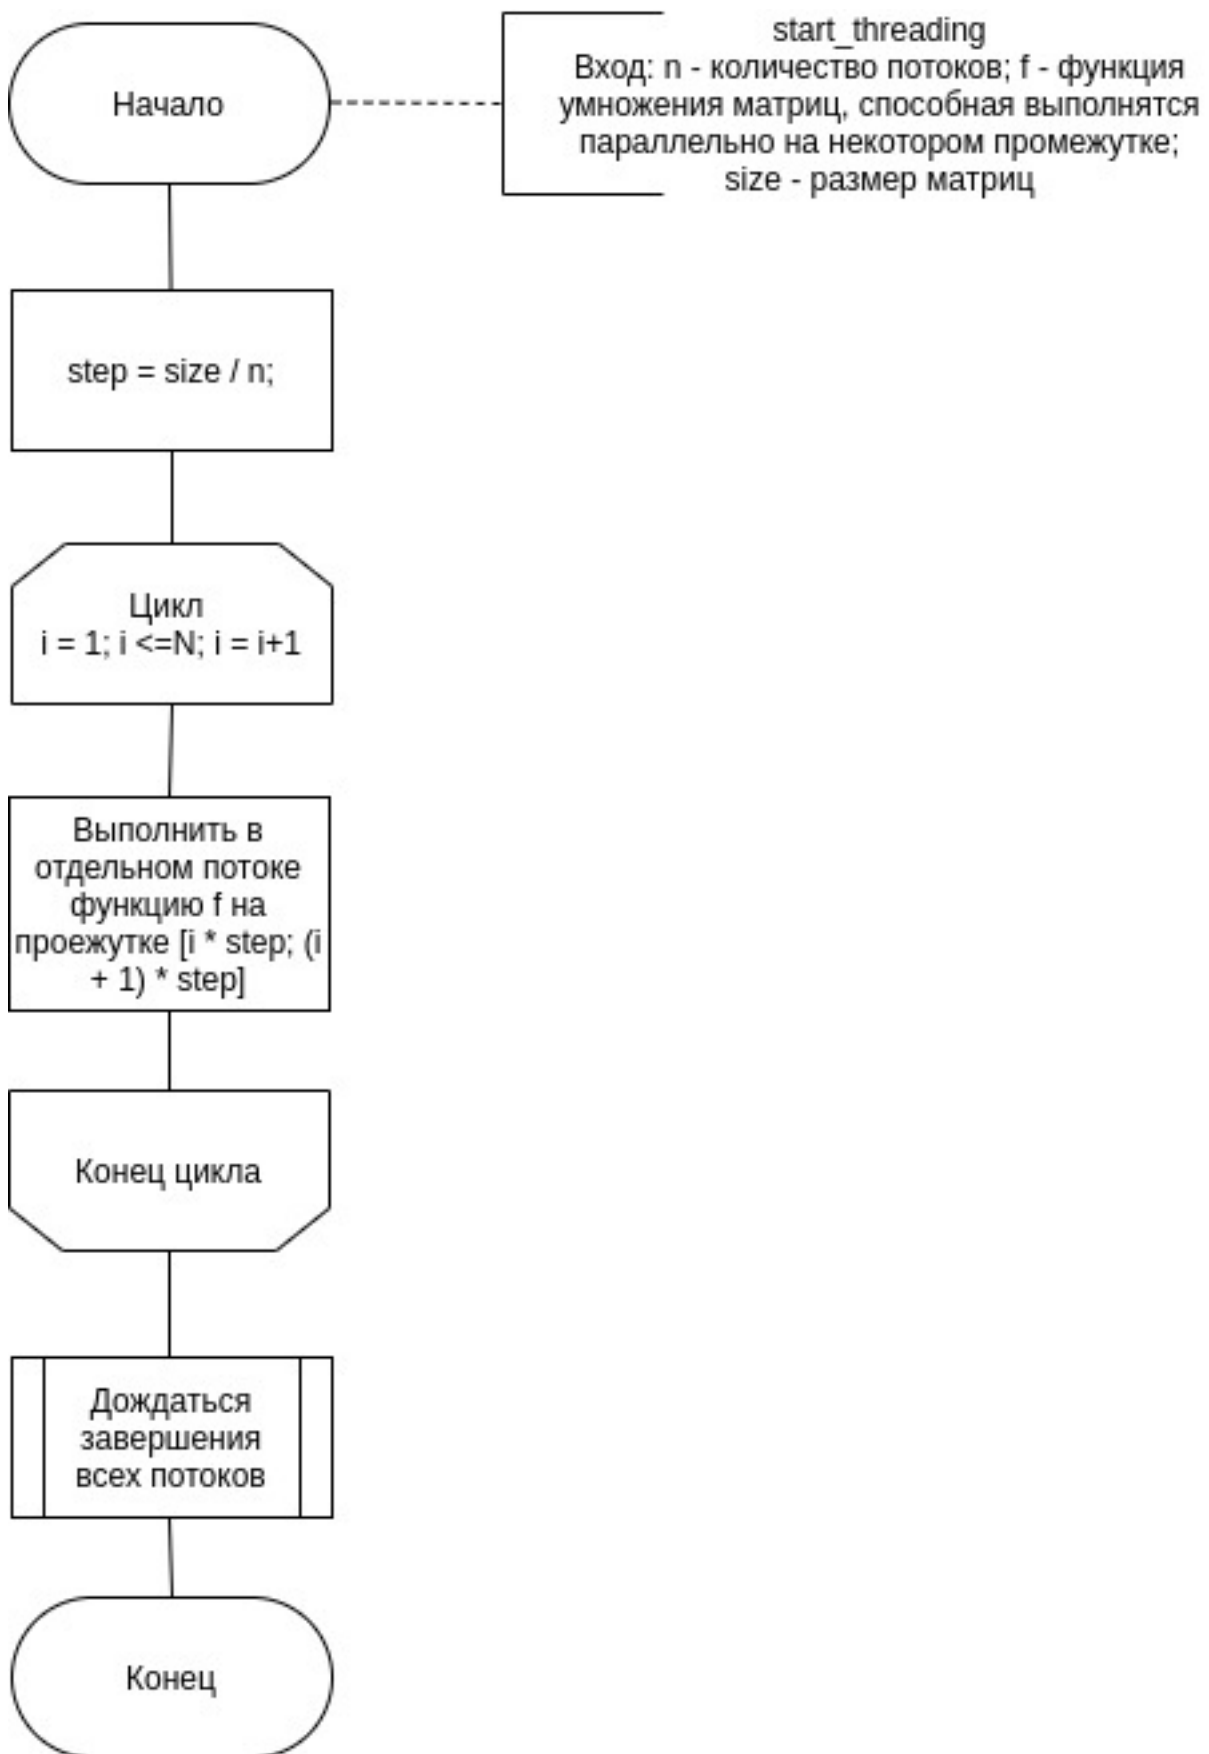 Начало
start_threading
Вход: n - количество потоков; f - функция
умножения матриц, способная выполнятся
параллельно на некотором промежутке;
size - размер матриц
step = size / n;
Цикл
i = 1; i <=N; i = i+1
Выполнить в
отдельном потоке
функцию f на
проежутке [i * step; (i
+ 1) * step]
Конец цикла
Дождаться
завершения
всех потоков
Конец